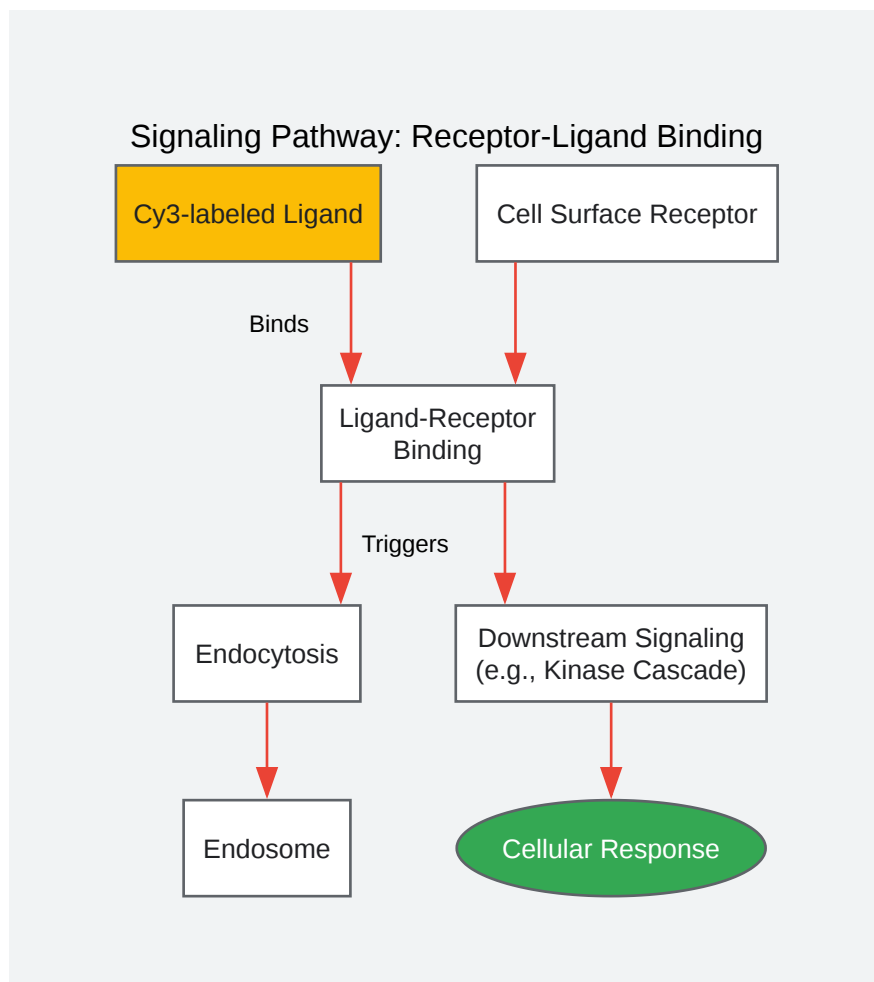 Signaling Pathway: Receptor-Ligand Binding
Cy3-labeled Ligand
Cell Surface Receptor
Binds
Ligand-Receptor
Binding
Triggers
Endocytosis
Downstream Signaling
(e.g., Kinase Cascade)
Endosome
Cellular Response